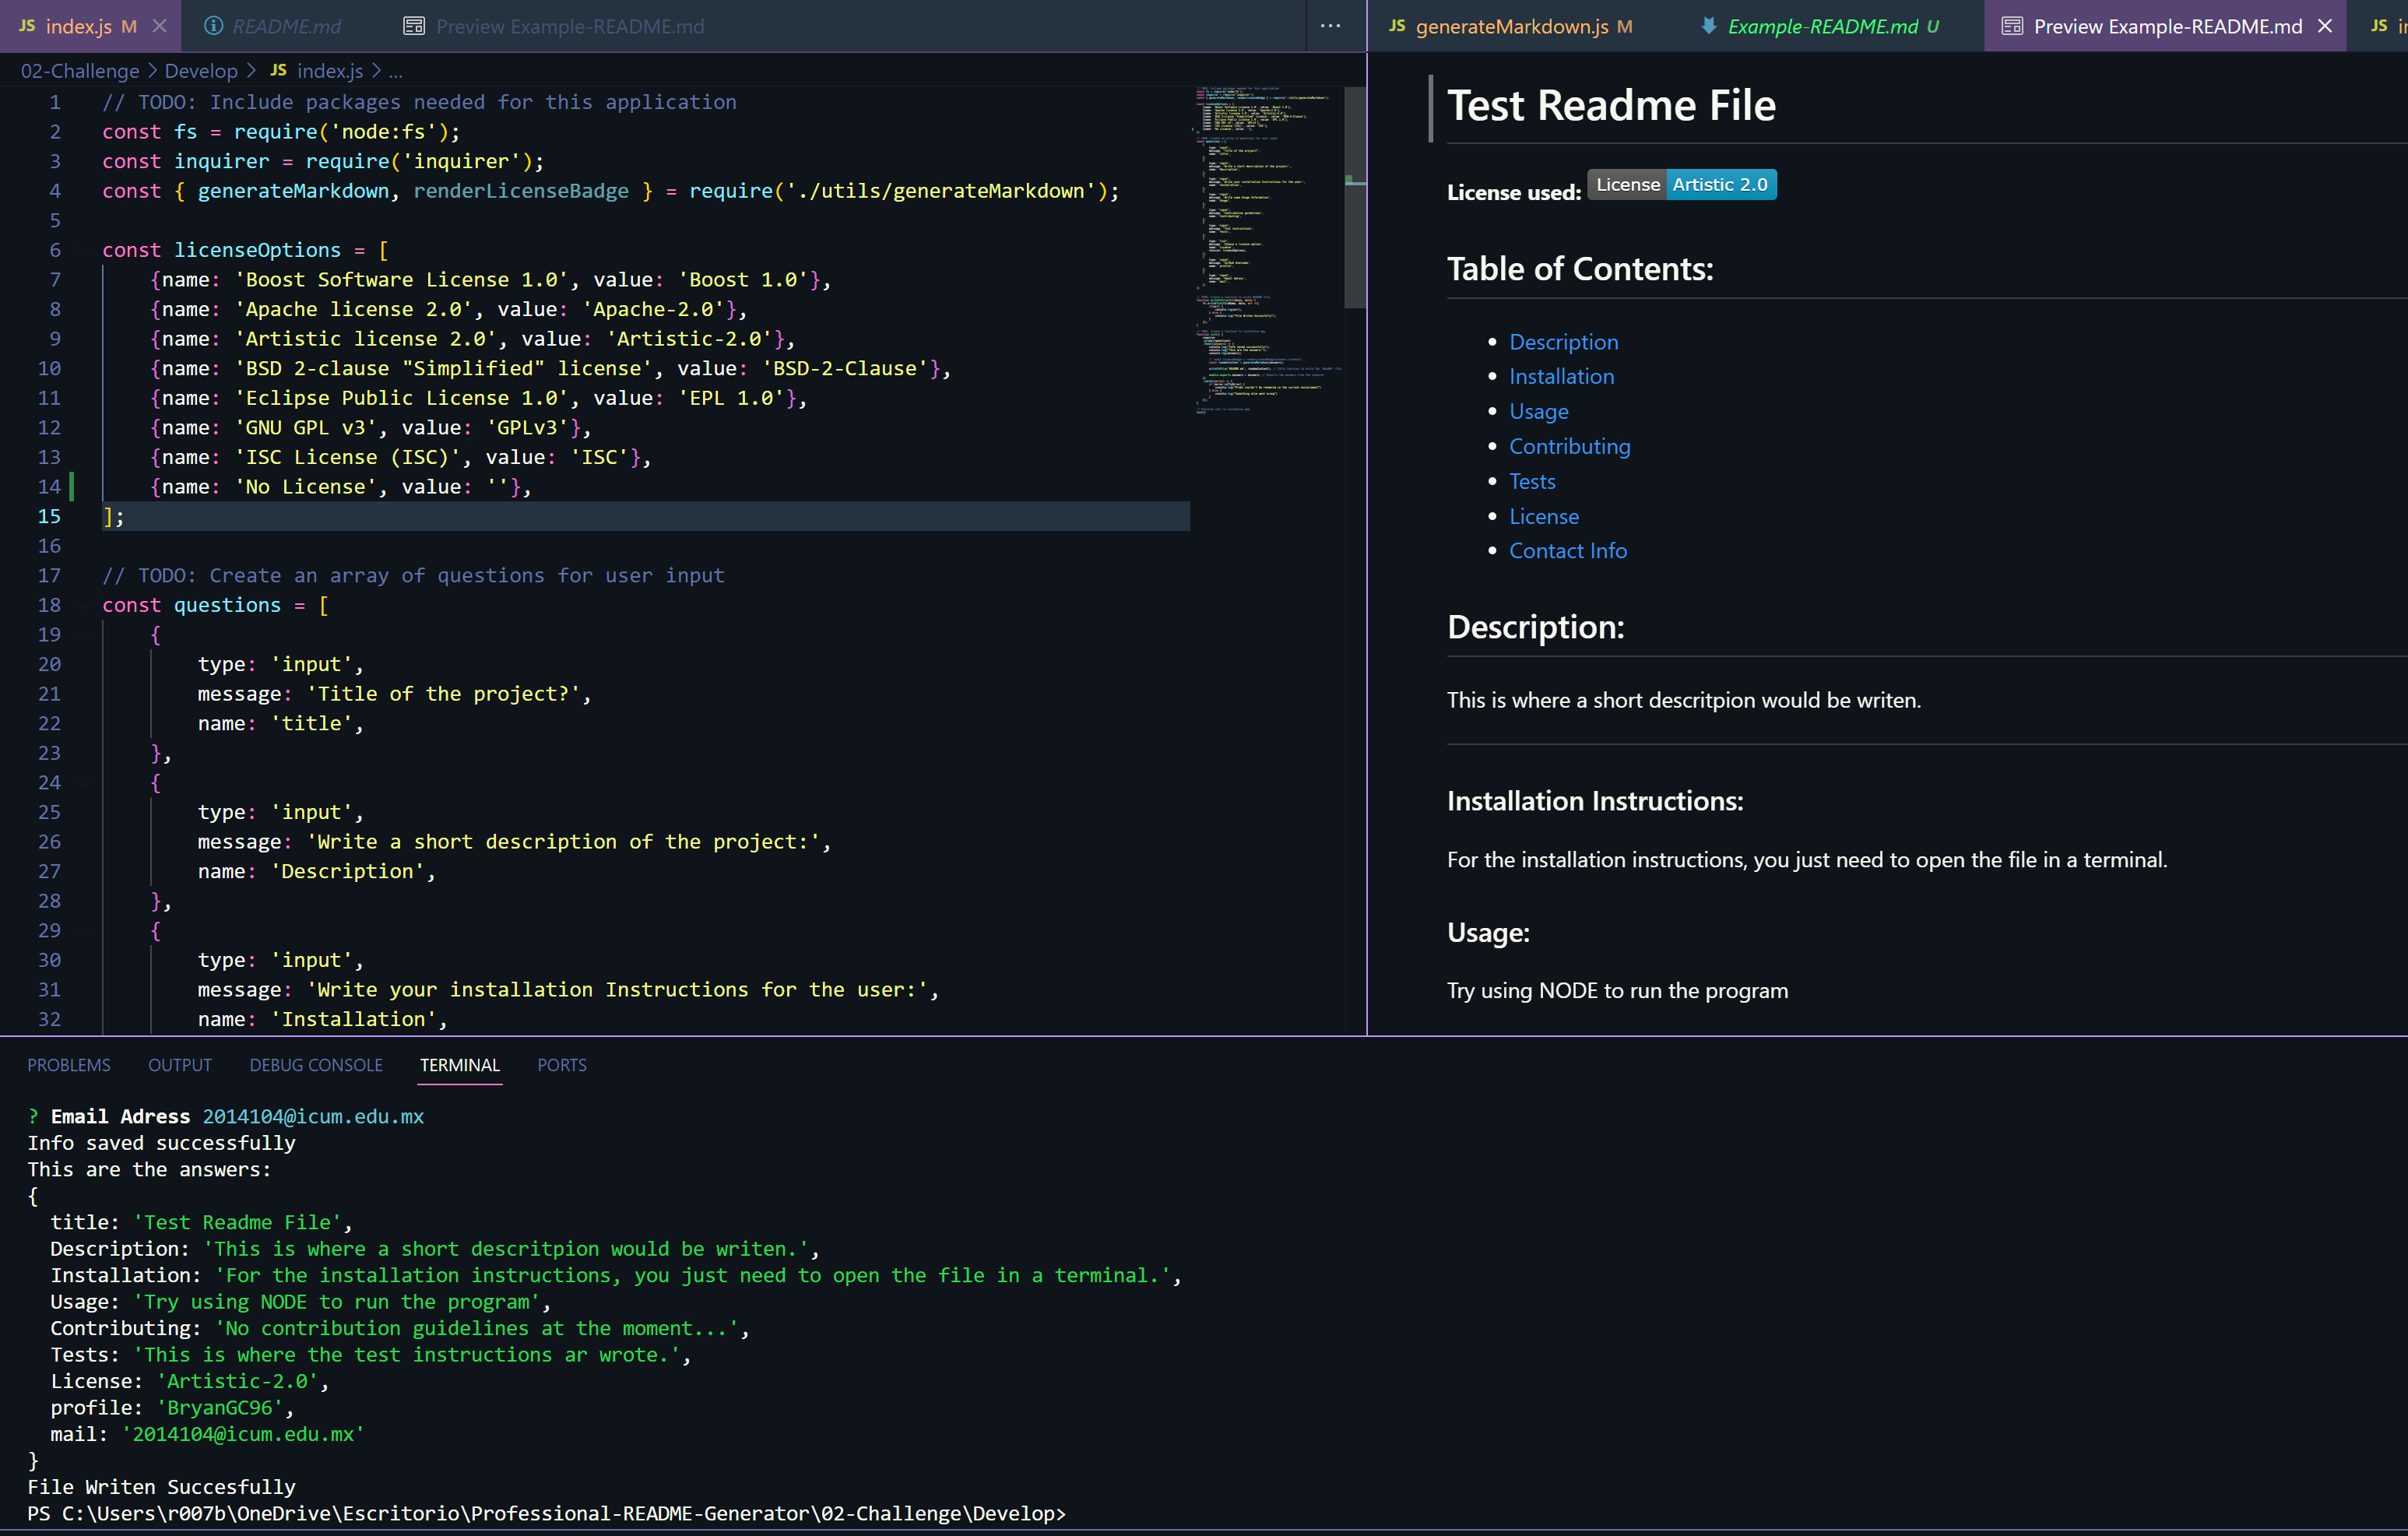 JS index.js M
README.md
Preview Example-README.md
...
JS generateMarkdown.js M
Example-README.md U
Preview Example-README.md
JS
02-Challenge > Develop > JS index.js > ...
1 // TODO: Include packages needed for this application
2 const fs = require('node:fs');
3 const inquirer = require('inquirer');
4 const { generateMarkdown, renderLicenseBadge } = require('./utils/generateMarkdown');
5
6 const licenseOptions = [
7 {name: 'Boost Software License 1.0', value: 'Boost 1.0'},
8 {name: 'Apache license 2.0', value: 'Apache-2.0'},
9 {name: 'Artistic license 2.0', value: 'Artistic-2.0'},
10 {name: 'BSD 2-clause "Simplified" license', value: 'BSD-2-Clause'},
11 {name: 'Eclipse Public License 1.0', value: 'EPL 1.0'},
12 {name: 'GNU GPL v3', value: 'GPLv3'},
13 {name: 'ISC License (ISC)', value: 'ISC'},
14 {name: 'No License', value: ''},
15 ];
16
17 // TODO: Create an array of questions for user input
18 const questions = [
19 {
20 type: 'input',
21 message: 'Title of the project?',
22 name: 'title',
23 },
24 {
25 type: 'input',
26 message: 'Write a short description of the project:',
27 name: 'Description',
28 },
29 {
30 type: 'input',
31 message: 'Write your installation Instructions for the user:',
32 name: 'Installation',
Test Readme File
License used: License Artistic 2.0
Table of Contents:
• Description
• Installation
• Usage
• Contributing
• Tests
• License
• Contact Info
Description:
This is where a short descritpion would be writen.
Installation Instructions:
For the installation instructions, you just need to open the file in a terminal.
Usage:
Try using NODE to run the program
PROBLEMS OUTPUT DEBUG CONSOLE TERMINAL PORTS
? Email Adress 2014104@icum.edu.mx
Info saved successfully
This are the answers:
{
title: 'Test Readme File',
Description: 'This is where a short descritpion would be writen.',
Installation: 'For the installation instructions, you just need to open the file in a terminal.',
Usage: 'Try using NODE to run the program',
Contributing: 'No contribution guidelines at the moment...',
Tests: 'This is where the test instructions ar wrote.',
License: 'Artistic-2.0',
profile: 'BryanGC96',
mail: '2014104@icum.edu.mx'
}
File Writen Succesfully
PS C:\Users\r007b\OneDrive\Escritorio\Professional-README-Generator\02-Challenge\Develop>